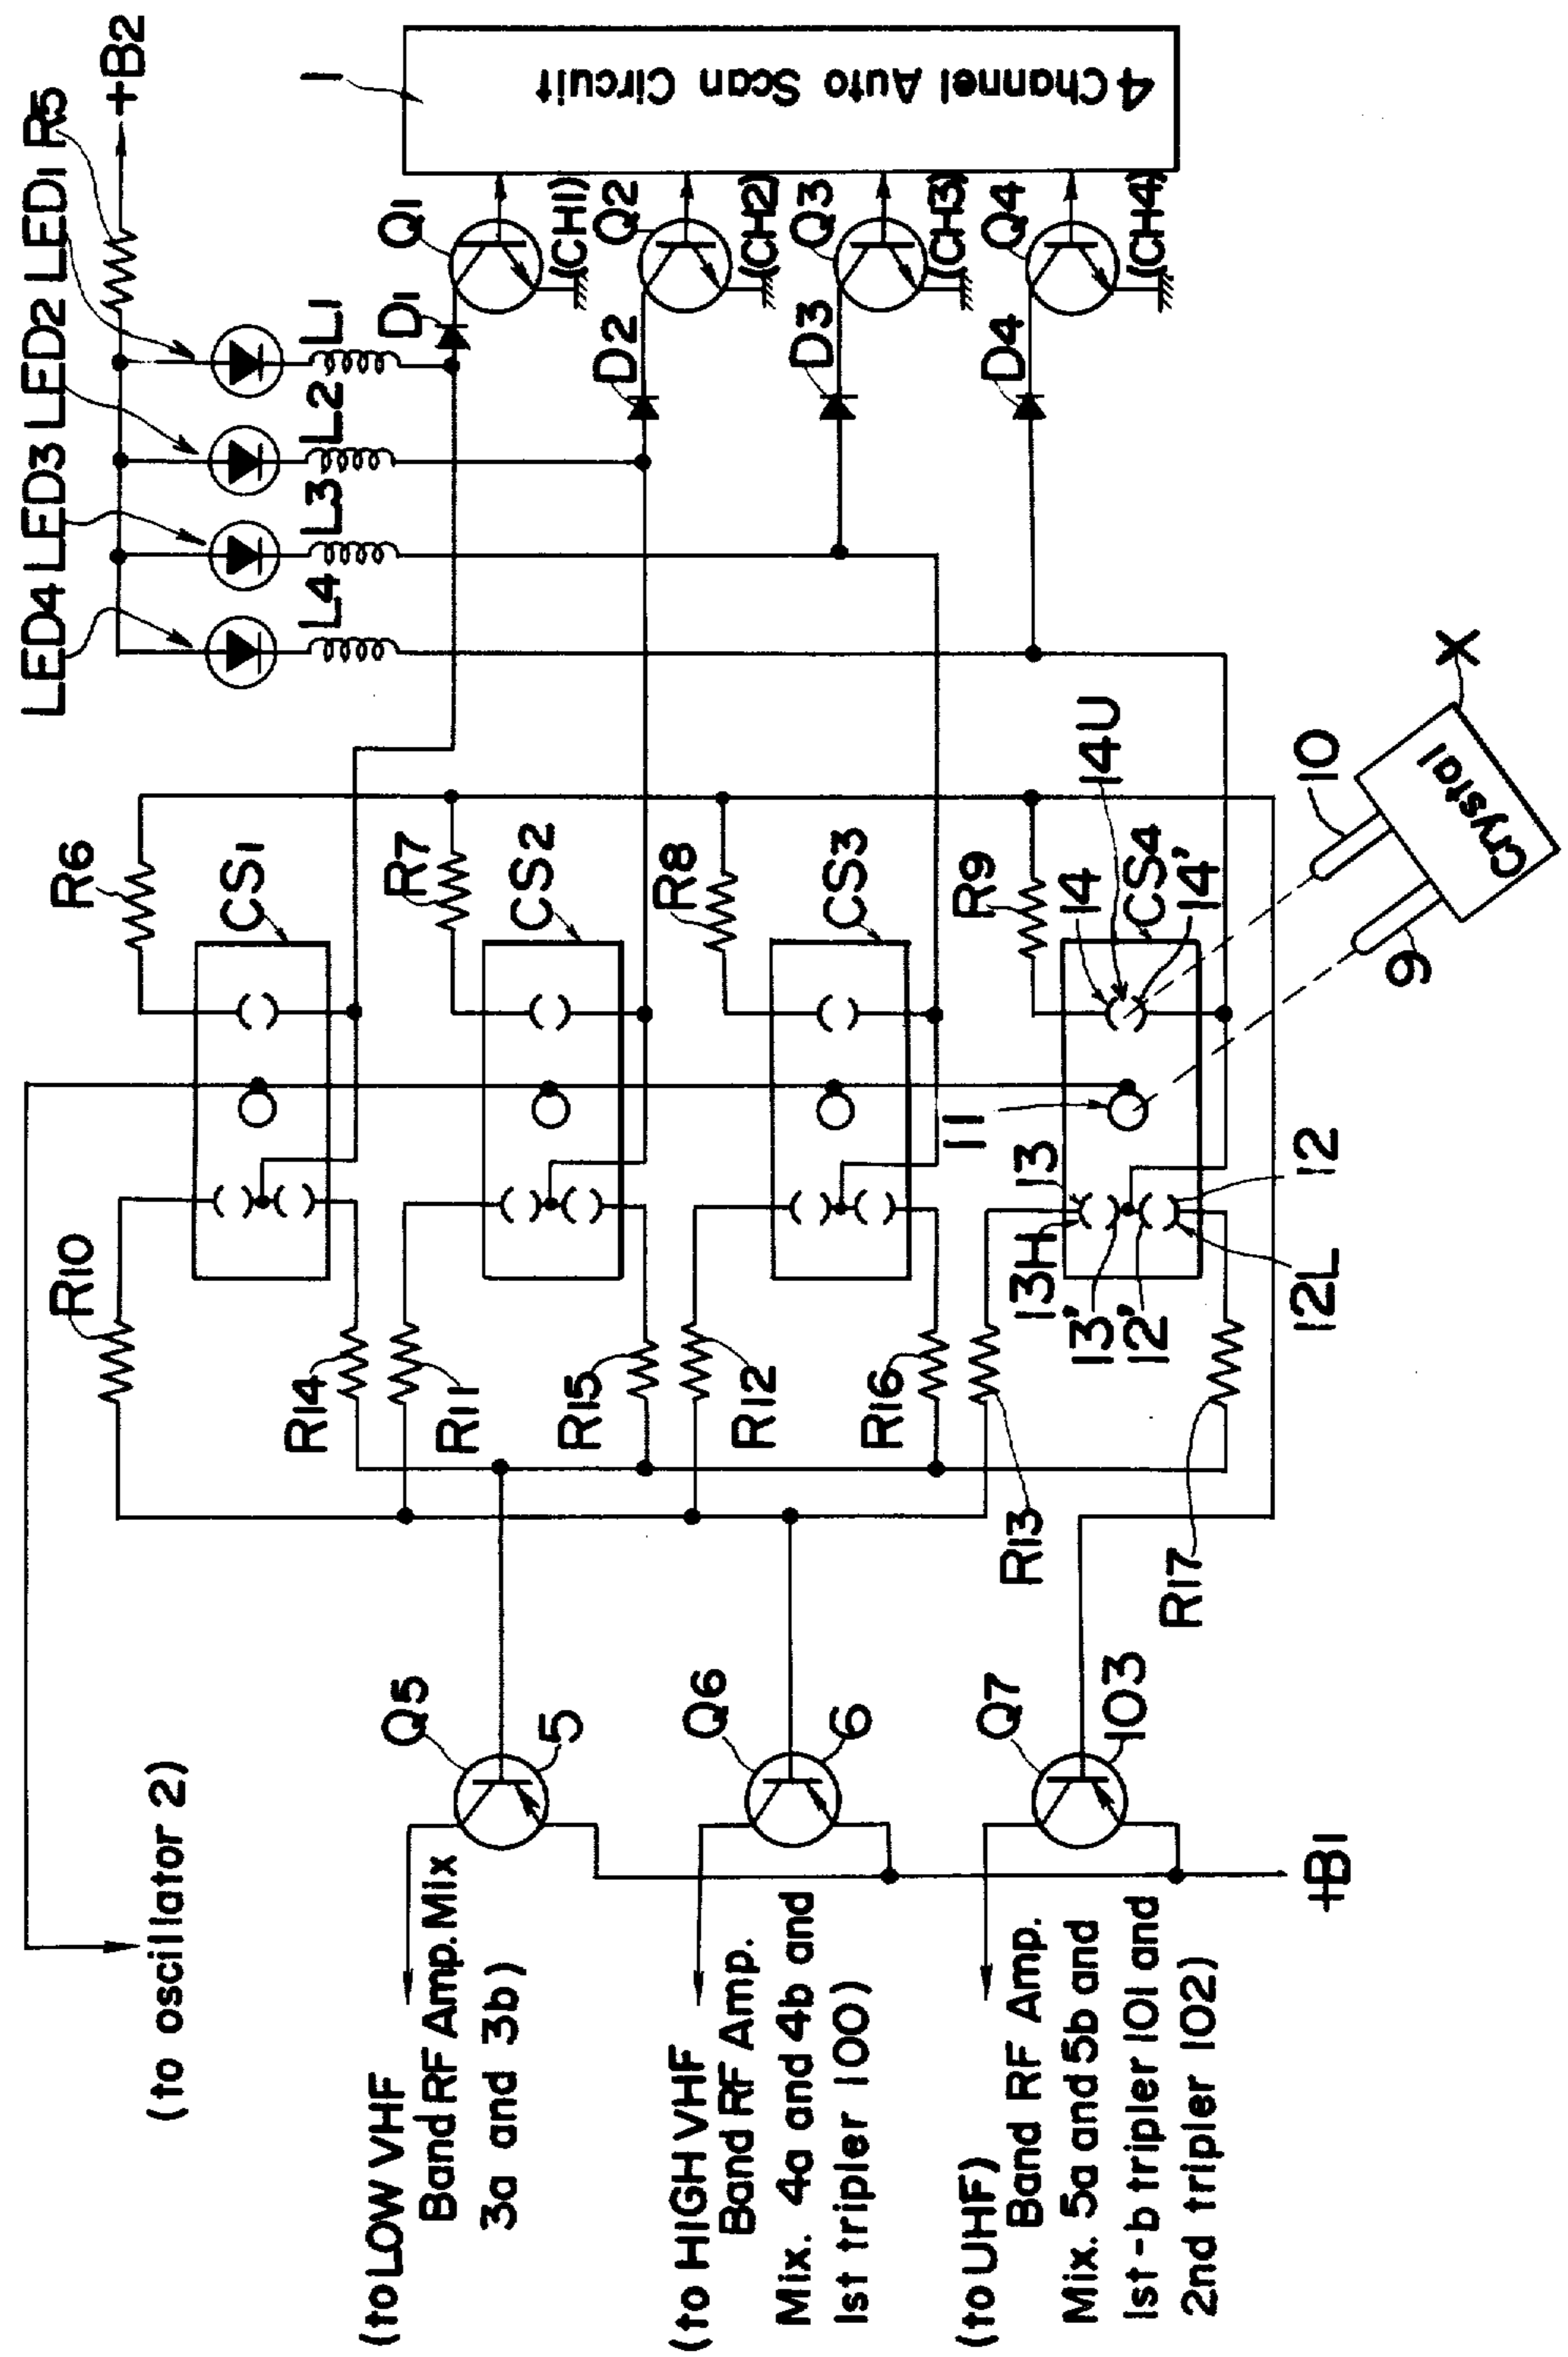 +B2
R5
LED1
LED2
LED3
LED4
L1
L2
L3
L4
1
4 Channel Auto Scan Circuit
Q1
(CH1)
Q2
(CH2)
Q3
(CH3)
Q4
(CH4)
D1
D2
D3
D4
R6
CS1
R7
CS2
R8
CS3
R9
14
14U
CS4
14'
X
Crystal
10
9
11
13
13H
13'
12'
12
12L
R10
R14
R11
R15
R12
R16
R13
R17
(to oscillator 2)
Q5
5
Q6
6
Q7
103
+B1
(to LOW VHF
Band RF Amp. Mix
3a and 3b)
(to HIGH VHF
Band RF Amp.
Mix. 4a and 4b and
1st tripler 100)
(to UHF)
Band RF Amp.
Mix. 5a and 5b and
1st-b tripler 101 and
2nd tripler 102)